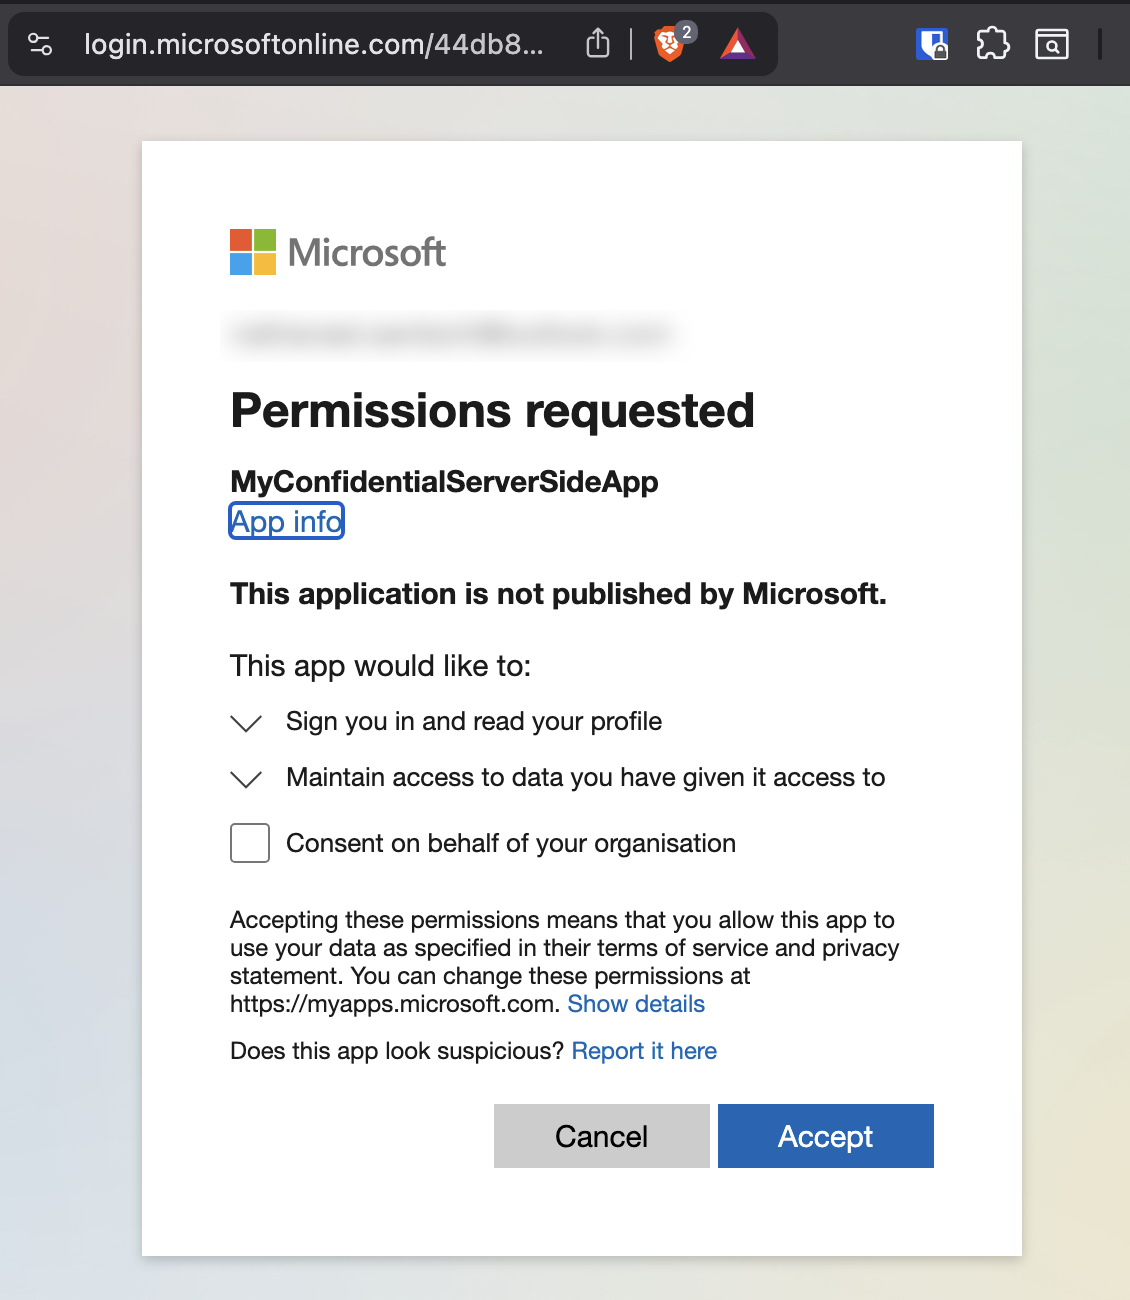 login.microsoftonline.com/44db8...
2
Microsoft
Permissions requested
MyConfidentialServerSideApp
App info
This application is not published by Microsoft.
This app would like to:
Sign you in and read your profile
Maintain access to data you have given it access to
Consent on behalf of your organisation
Accepting these permissions means that you allow this app to
use your data as specified in their terms of service and privacy
statement. You can change these permissions at
https://myapps.microsoft.com. Show details
Does this app look suspicious? Report it here
Cancel
Accept